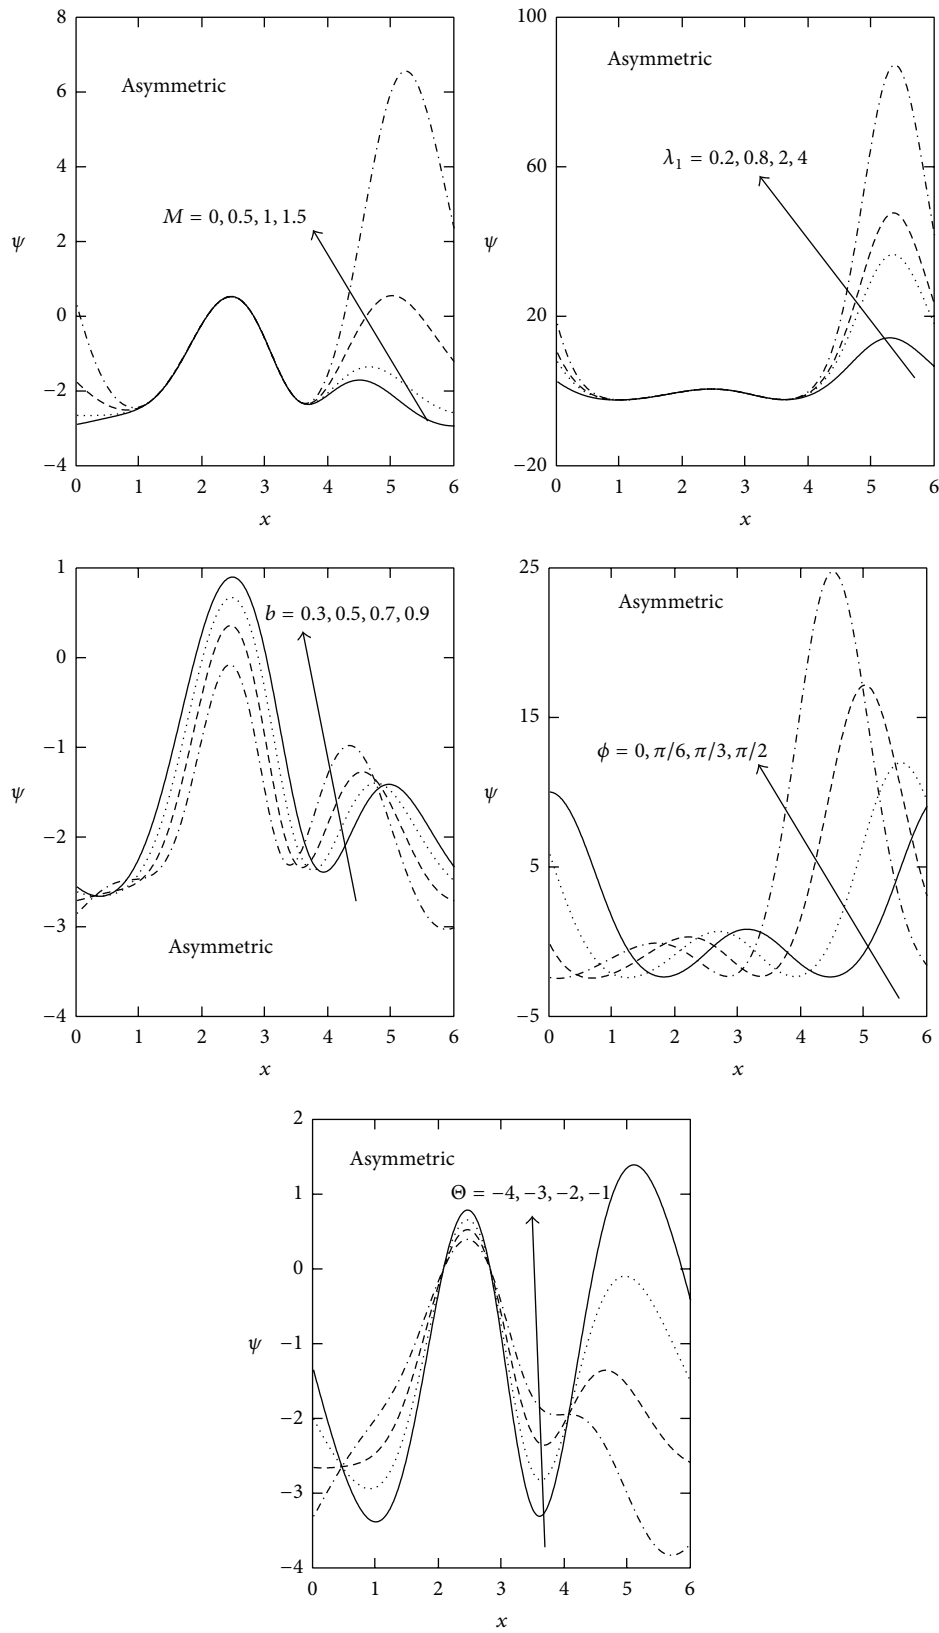 8
6
4
2
0
−2
−4
0 1 2 3 4 5 6
ψ
x
Asymmetric
M = 0, 0.5, 1, 1.5
100
60
20
−20
0 1 2 3 4 5 6
ψ
x
Asymmetric
λ₁ = 0.2, 0.8, 2, 4
1
0
−1
−2
−3
−4
0 1 2 3 4 5 6
ψ
x
b = 0.3, 0.5, 0.7, 0.9
Asymmetric
25
15
5
−5
0 1 2 3 4 5 6
ψ
x
Asymmetric
ϕ = 0, π/6, π/3, π/2
2
1
0
−1
−2
−3
−4
0 1 2 3 4 5 6
ψ
x
Asymmetric
Θ = −4, −3, −2, −1